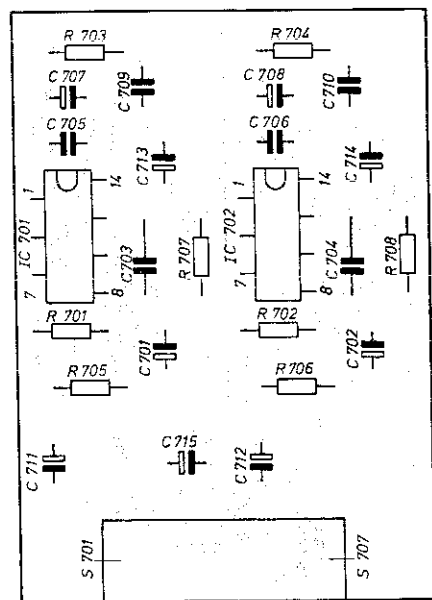 R 703
R 704
C 707
C 709
C 708
C 710
C 705
C 706
C 713
C 714
1
14
1
14
IC 701
C 703
R 707
IC 702
C 704
R 708
7
8
7
8
R 701
R 702
C 701
C 702
R 705
R 706
C 711
C 715
C 712
S 701
S 707